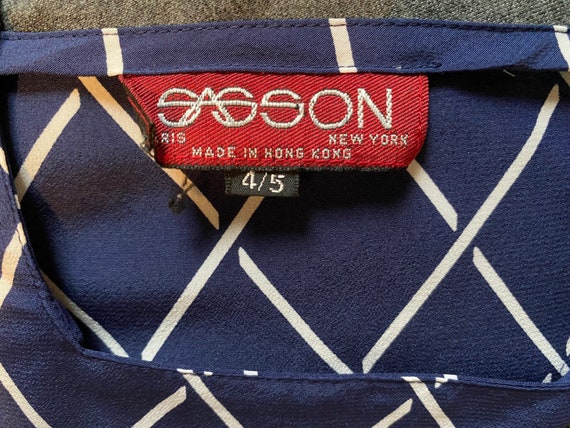 SASSON
RIS NEW YORK
MADE IN HONG KONG
4/5